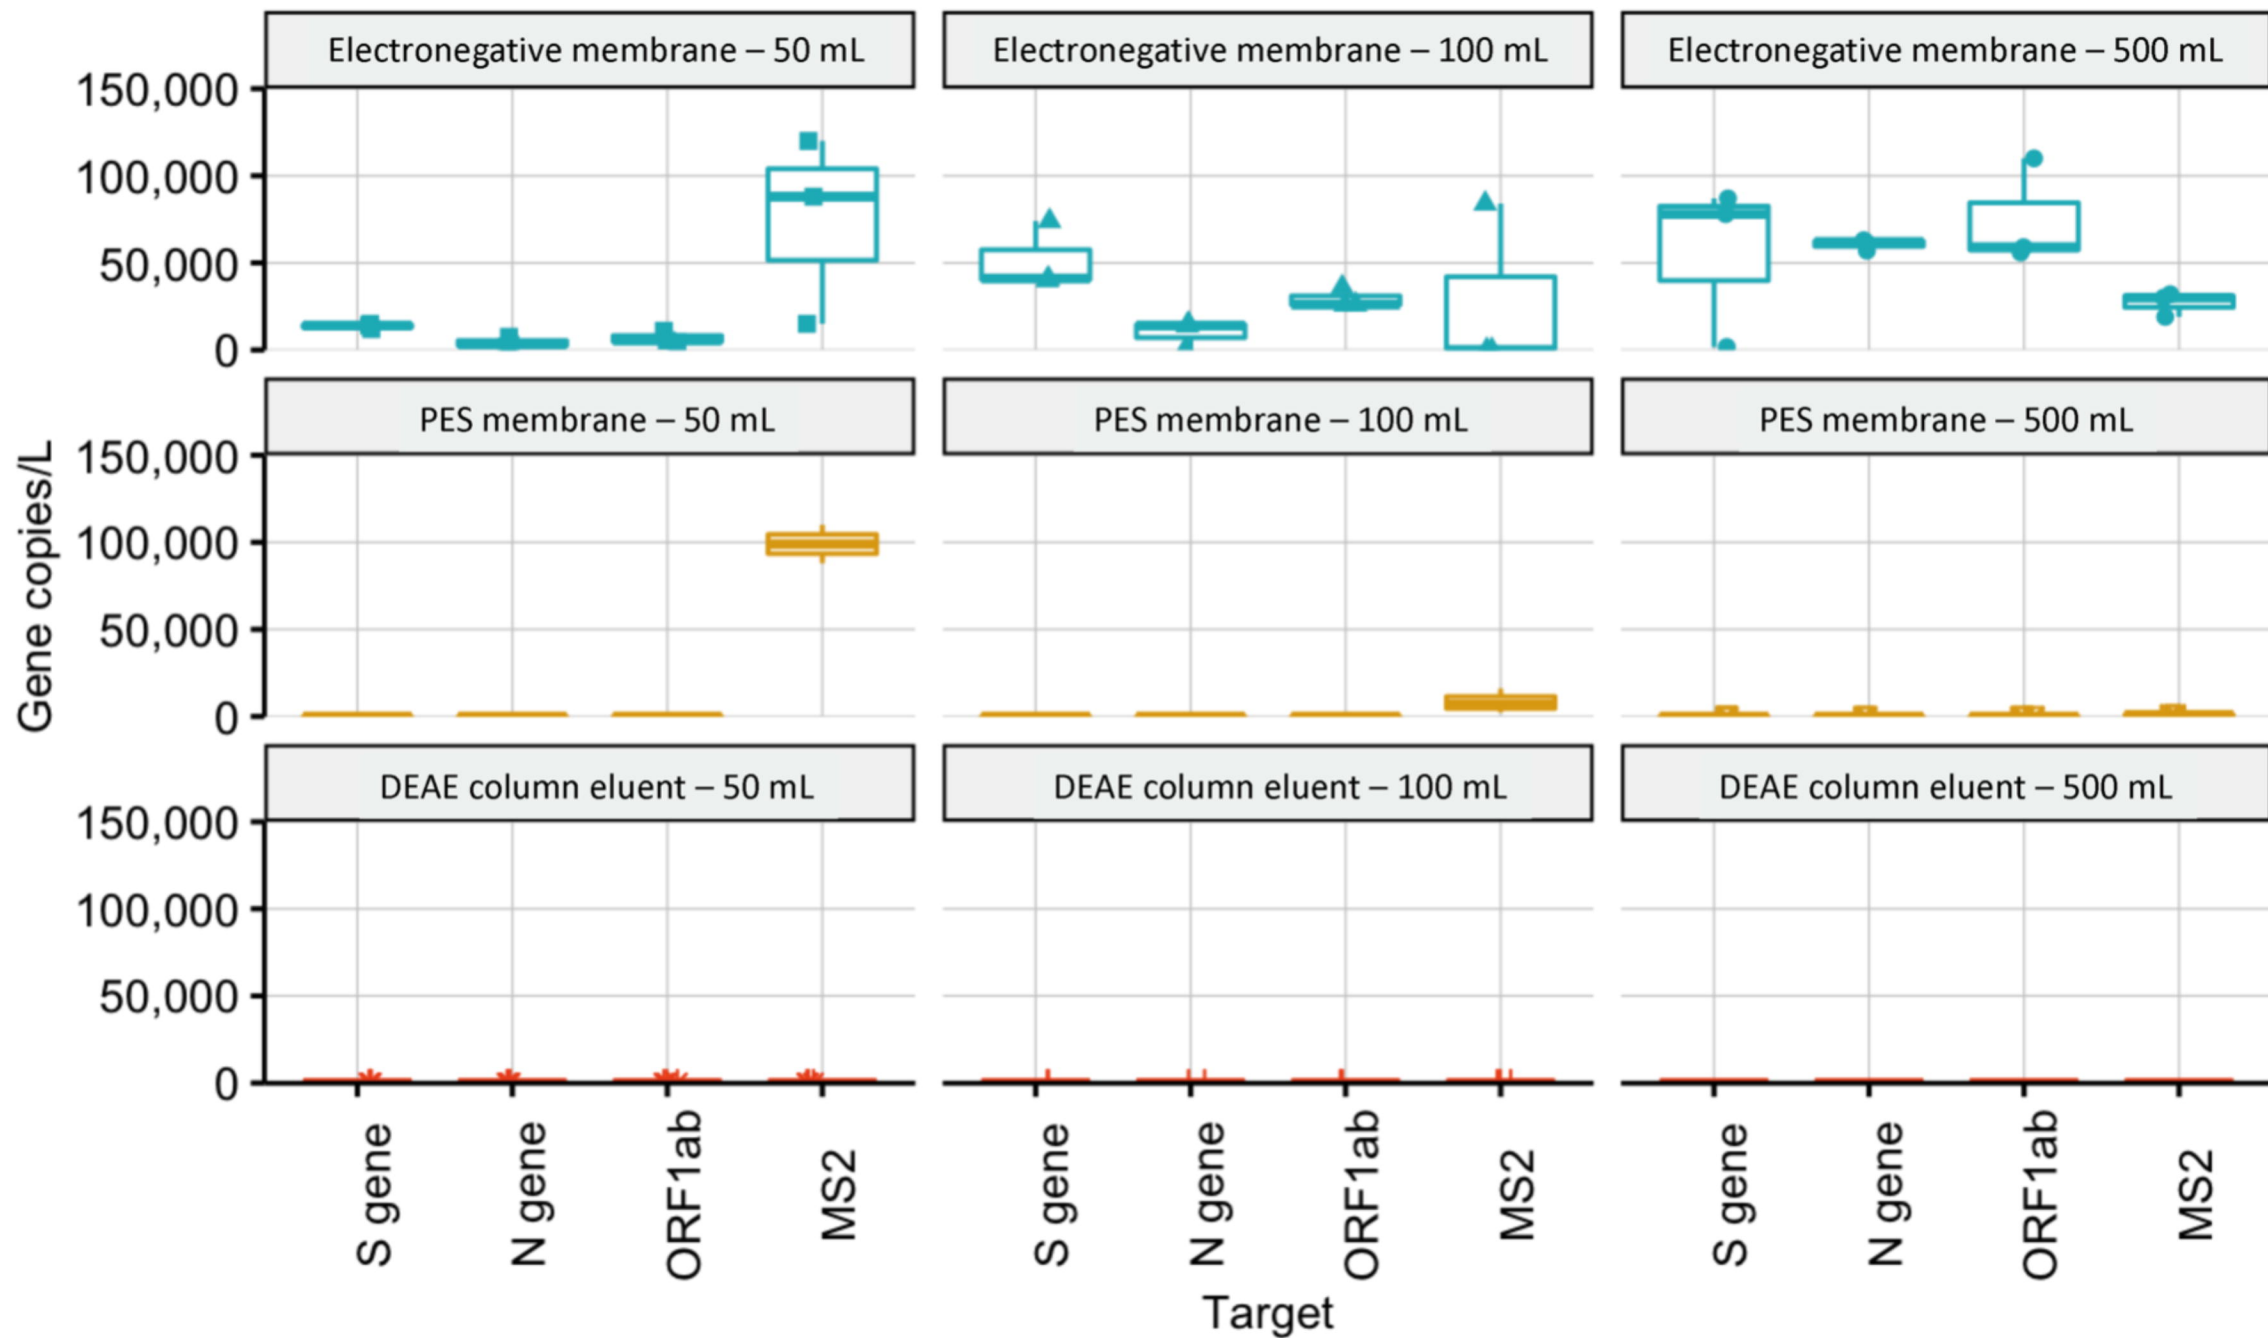 Electronegative membrane – 50 mL
Electronegative membrane – 100 mL
Electronegative membrane – 500 mL
150,000
100,000
50,000
0
PES membrane – 50 mL
PES membrane – 100 mL
PES membrane – 500 mL
150,000
100,000
50,000
0
Gene copies/L
DEAE column eluent – 50 mL
DEAE column eluent – 100 mL
DEAE column eluent – 500 mL
150,000
100,000
50,000
0
S gene
N gene
ORF1ab
MS2
S gene
N gene
ORF1ab
MS2
S gene
N gene
ORF1ab
MS2
Target